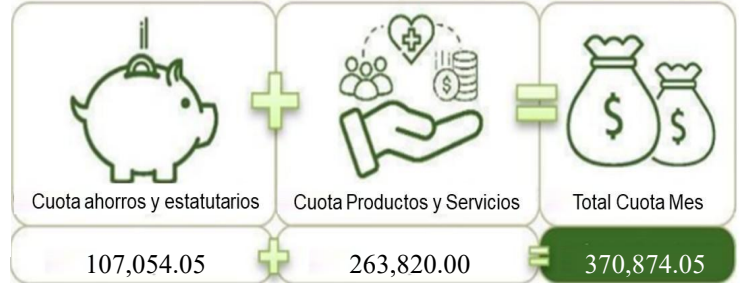 Cuota ahorros y estatutarios
Cuota Productos y Servicios
Total Cuota Mes
107,054.05
263,820.00
370,874.05